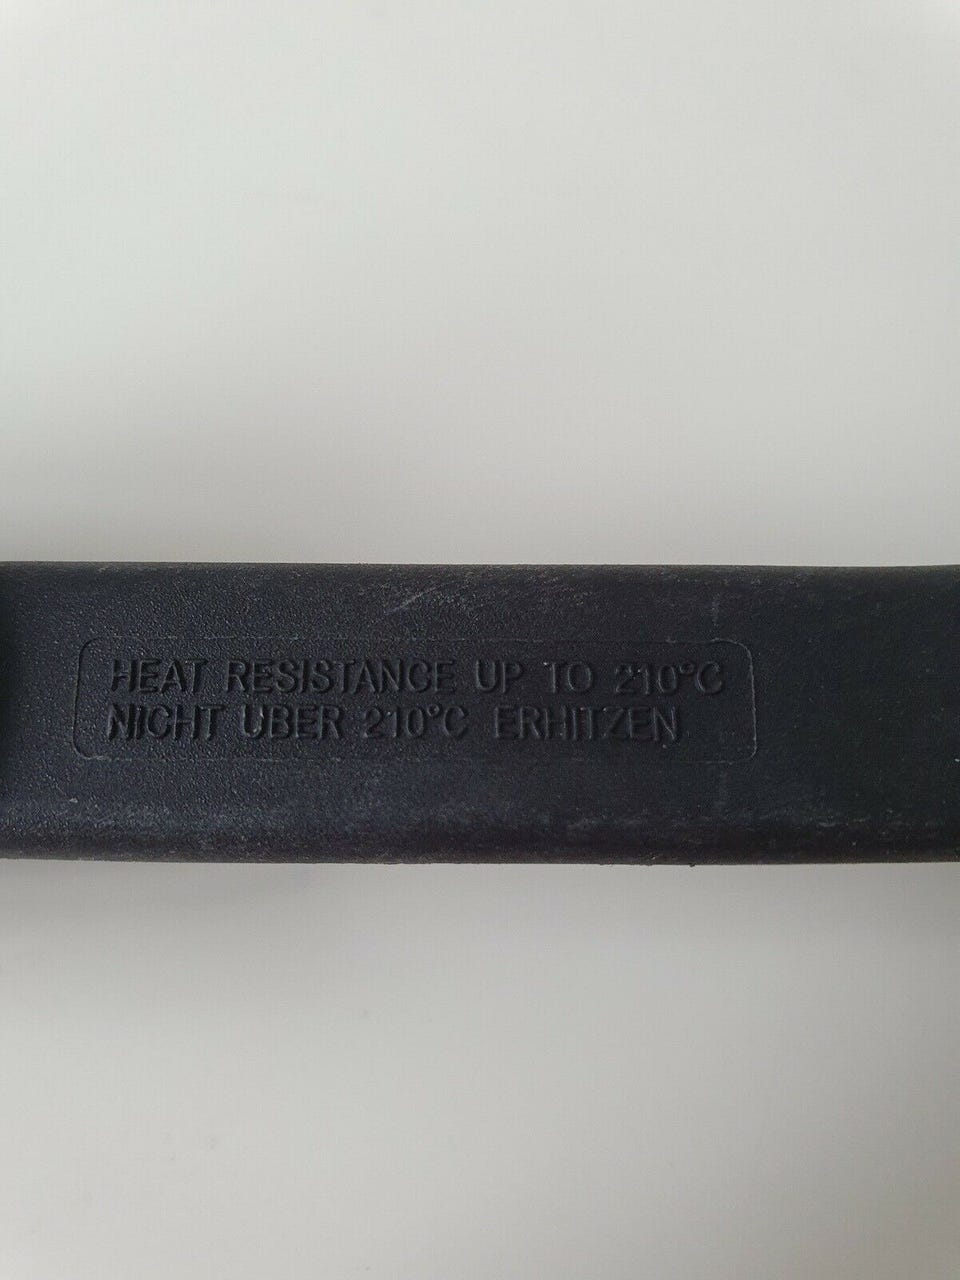 HEAT RESISTANCE UP TO 210°C
NICHT UBER 210°C ERHITZEN